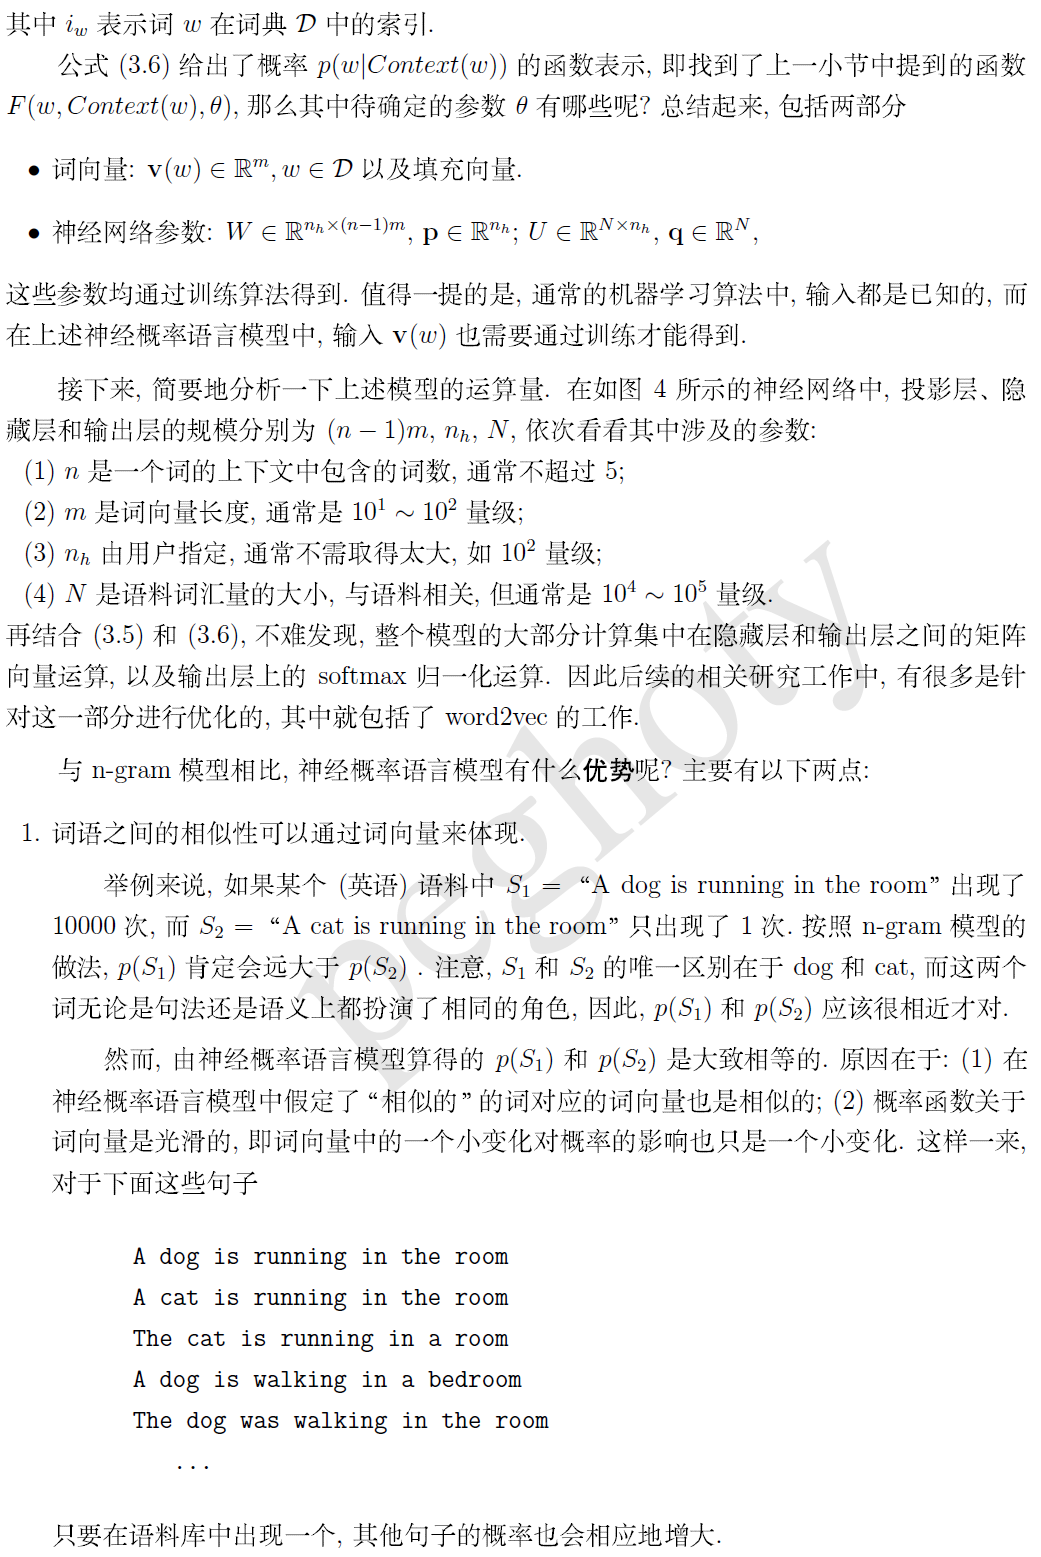 其中 i_w 表示词 w 在词典 𝒟 中的索引.
公式 (3.6) 给出了概率 p(w|Context(w)) 的函数表示, 即找到了上一小节中提到的函数
F(w, Context(w), θ), 那么其中待确定的参数 θ 有哪些呢? 总结起来, 包括两部分
• 词向量: v(w) ∈ ℝ^m, w ∈ 𝒟 以及填充向量.
• 神经网络参数: W ∈ ℝ^{n_h×(n−1)m}, p ∈ ℝ^{n_h}; U ∈ ℝ^{N×n_h}, q ∈ ℝ^N,
这些参数均通过训练算法得到. 值得一提的是, 通常的机器学习算法中, 输入都是已知的, 而
在上述神经概率语言模型中, 输入 v(w) 也需要通过训练才能得到.
接下来, 简要地分析一下上述模型的运算量. 在如图 4 所示的神经网络中, 投影层、隐
藏层和输出层的规模分别为 (n − 1)m, n_h, N, 依次看看其中涉及的参数:
(1) n 是一个词的上下文中包含的词数, 通常不超过 5;
(2) m 是词向量长度, 通常是 10^1 ∼ 10^2 量级;
(3) n_h 由用户指定, 通常不需取得太大, 如 10^2 量级;
(4) N 是语料词汇量的大小, 与语料相关, 但通常是 10^4 ∼ 10^5 量级.
再结合 (3.5) 和 (3.6), 不难发现, 整个模型的大部分计算集中在隐藏层和输出层之间的矩阵
向量运算, 以及输出层上的 softmax 归一化运算. 因此后续的相关研究工作中, 有很多是针
对这一部分进行优化的, 其中就包括了 word2vec 的工作.
与 n-gram 模型相比, 神经概率语言模型有什么优势呢? 主要有以下两点:
1. 词语之间的相似性可以通过词向量来体现.
举例来说, 如果某个 (英语) 语料中 S_1 = “A dog is running in the room” 出现了
10000 次, 而 S_2 = “A cat is running in the room” 只出现了 1 次. 按照 n-gram 模型的
做法, p(S_1) 肯定会远大于 p(S_2) . 注意, S_1 和 S_2 的唯一区别在于 dog 和 cat, 而这两个
词无论是句法还是语义上都扮演了相同的角色, 因此, p(S_1) 和 p(S_2) 应该很相近才对.
然而, 由神经概率语言模型算得的 p(S_1) 和 p(S_2) 是大致相等的. 原因在于: (1) 在
神经概率语言模型中假定了“相似的”的词对应的词向量也是相似的; (2) 概率函数关于
词向量是光滑的, 即词向量中的一个小变化对概率的影响也只是一个小变化. 这样一来,
对于下面这些句子
A dog is running in the room
A cat is running in the room
The cat is running in a room
A dog is walking in a bedroom
The dog was walking in the room
...
只要在语料库中出现一个, 其他句子的概率也会相应地增大.
peghoty